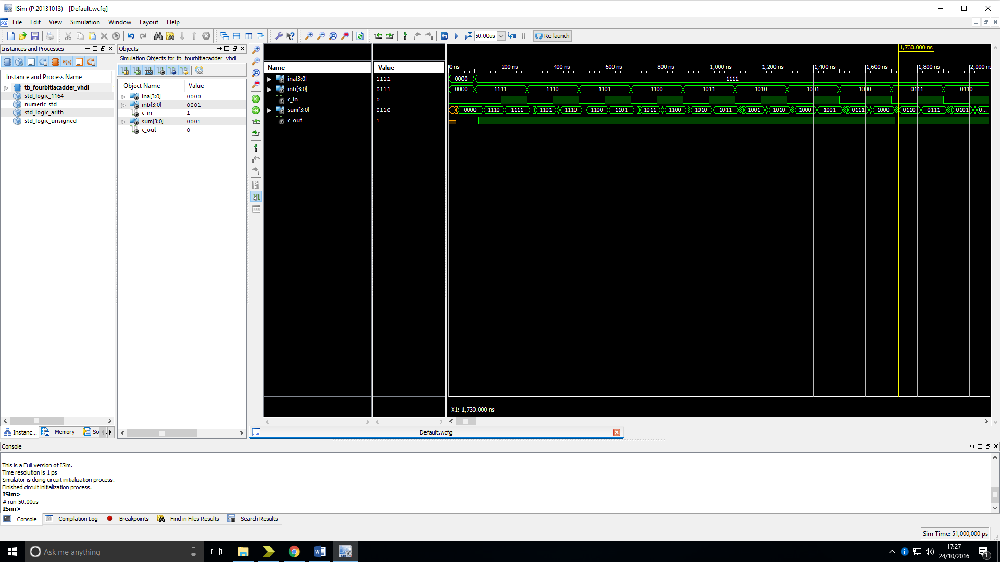 ISim (P.20131013) - [Default.wcfg]
File Edit View Simulation Window Layout Help
50.00us Re-launch
Instances and Processes
Instance and Process Name
tb_fourbitlacadder_vhdl
std_logic_1164
numeric_std
std_logic_arith
std_logic_unsigned
Instanc... Memory So
Objects
Simulation Objects for tb_fourbitlacadder_vhdl
Object Name Value
ina[3:0] 0000
inb[3:0] 0001
c_in 1
sum[3:0] 0001
c_out 0
Name Value
ina[3:0] 1111
inb[3:0] 0111
c_in 0
sum[3:0] 0110
c_out 1
1,730.000 ns
0 ns 200 ns 400 ns 600 ns 800 ns 1,000 ns 1,200 ns 1,400 ns 1,600 ns 1,800 ns 2,000 ns
0000 1111
0000 1111 1110 1101 1100 1011 1010 1001 1000 0111 0110
0000 1110 1111 1101 1110 1100 1101 1011 1100 1010 1011 1001 1010 1000 1001 0111 1000 0110 0111 0101 0...
X1: 1,730.000 ns
Default.wcfg
Console
This is a Full version of ISim.
Time resolution is 1 ps
Simulator is doing circuit initialization process.
Finished circuit initialization process.
ISim>
# run 50.00us
ISim>
Console Compilation Log Breakpoints Find in Files Results Search Results
Sim Time: 51,000,000 ps
Ask me anything
17:27
24/10/2016
1